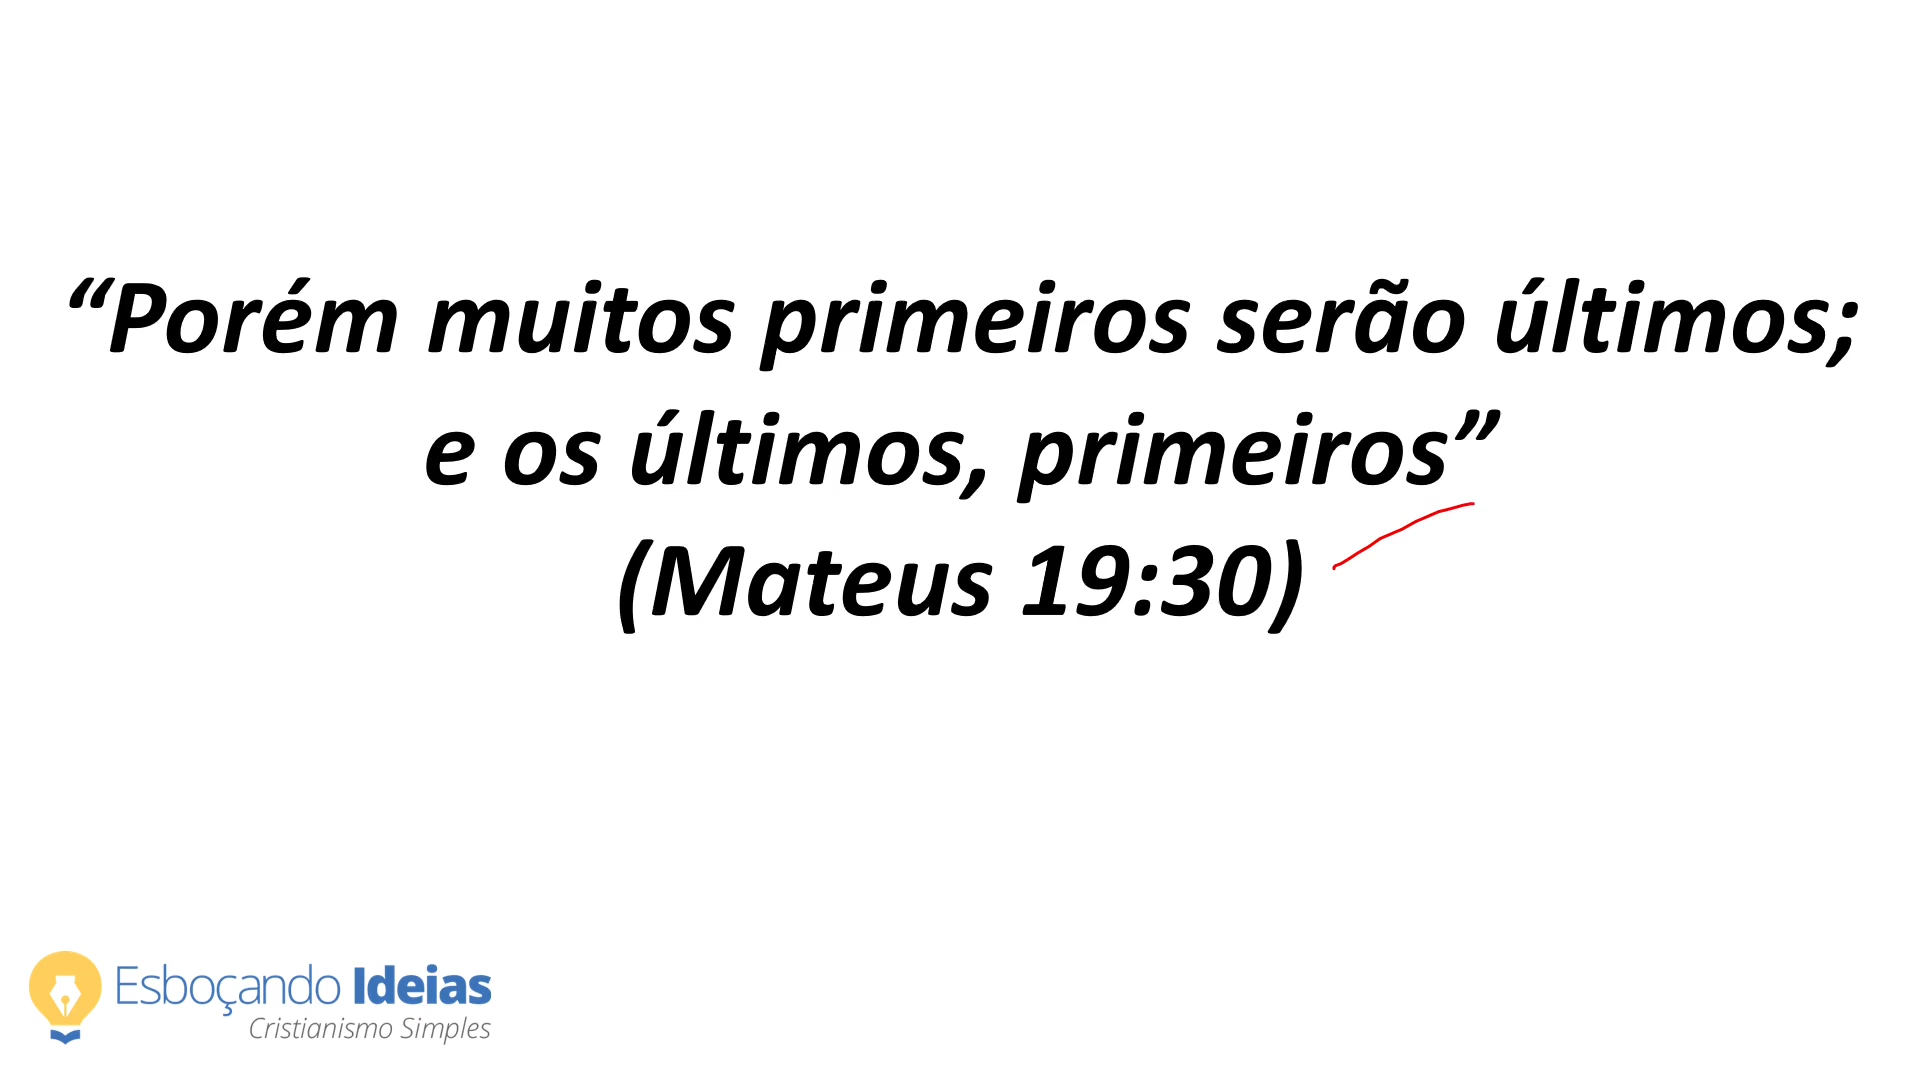 “Porém muitos primeiros serão últimos;
e os últimos, primeiros”
(Mateus 19:30)
Esboçando Ideias
Cristianismo Simples